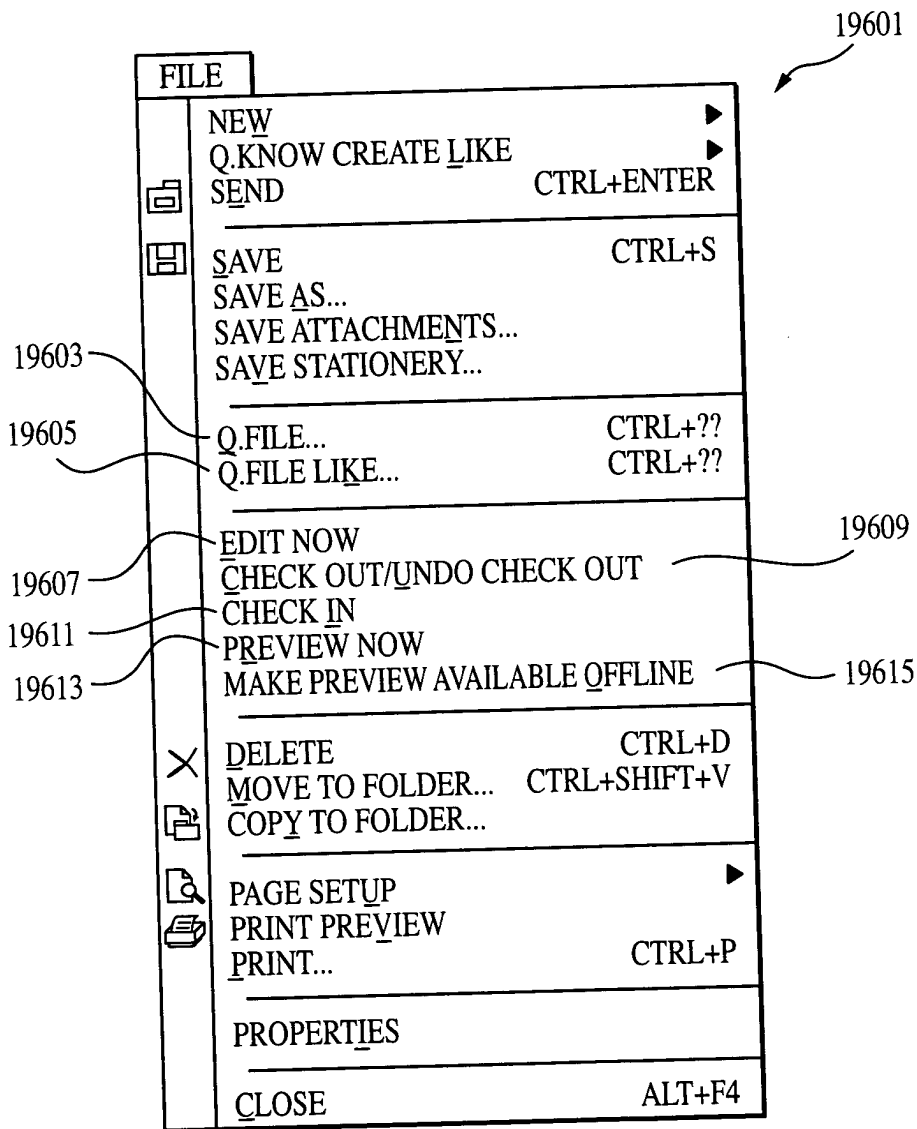 19601
FILE
NEW
Q.KNOW CREATE LIKE
SEND CTRL+ENTER
SAVE CTRL+S
SAVE AS...
SAVE ATTACHMENTS...
SAVE STATIONERY...
19603
Q.FILE... CTRL+??
19605
Q.FILE LIKE... CTRL+??
19607
EDIT NOW
CHECK OUT/UNDO CHECK OUT
19609
19611
CHECK IN
19613
PREVIEW NOW
MAKE PREVIEW AVAILABLE OFFLINE
19615
DELETE CTRL+D
MOVE TO FOLDER... CTRL+SHIFT+V
COPY TO FOLDER...
PAGE SETUP
PRINT PREVIEW
PRINT... CTRL+P
PROPERTIES
CLOSE ALT+F4